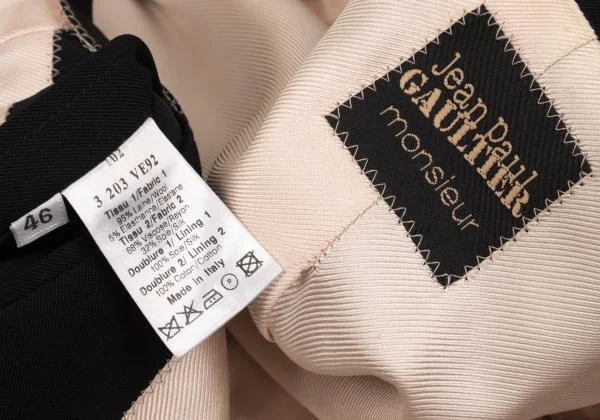 46
102
3 203 VE92
Tissu 1/Fabric 1
95% Laine/Wool
5% Elasthanne/Elastane
Tissu 2/Fabric 2
68% Viscose/Rayon
32% Soie/Silk
Doublure 1/ Lining 1
100% Soie/Silk
Doublure 2/ Lining 2
100% Coton/Cotton
Made in Italy
P
Jean Paul
GAULTIER
monsieur